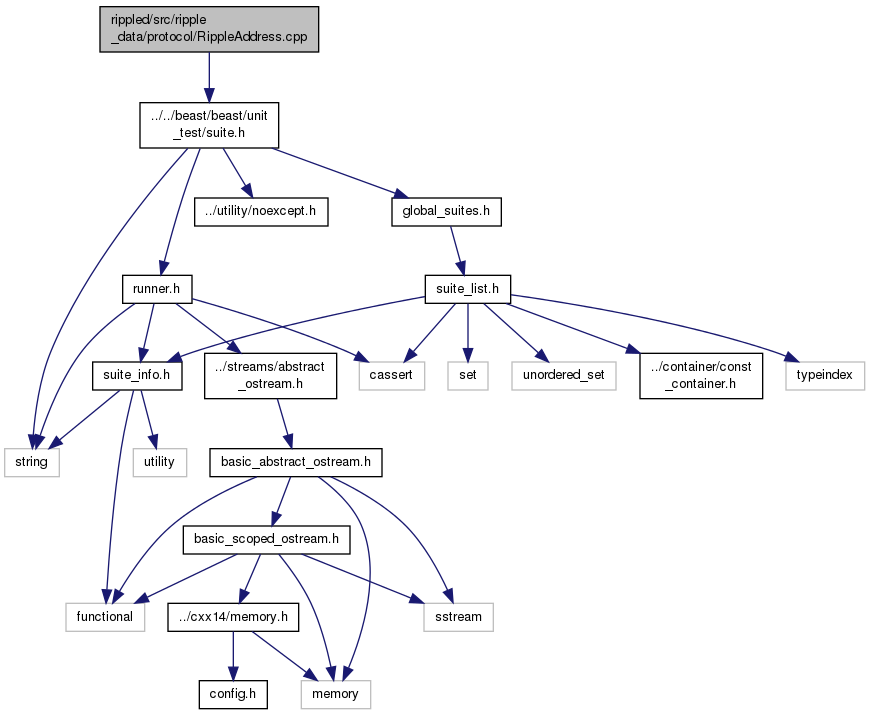 rippled/src/ripple
_data/protocol/RippleAddress.cpp
../../beast/beast/unit
_test/suite.h
../utility/noexcept.h
global_suites.h
runner.h
suite_list.h
suite_info.h
../streams/abstract
_ostream.h
cassert
set
unordered_set
../container/const
_container.h
typeindex
string
utility
basic_abstract_ostream.h
basic_scoped_ostream.h
functional
../cxx14/memory.h
sstream
config.h
memory